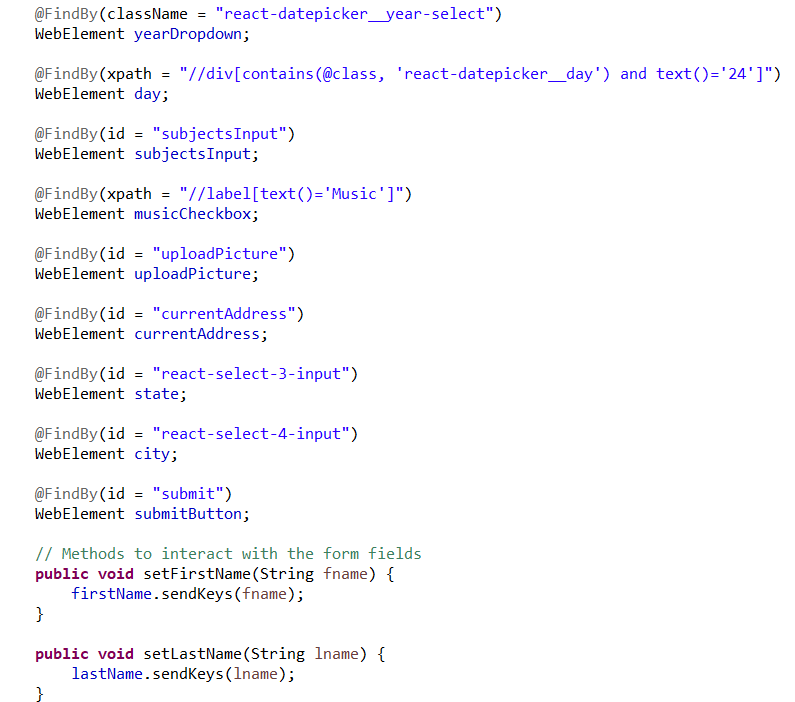 @FindBy(className = "react-datepicker__year-select")
WebElement yearDropdown;
@FindBy(xpath = "//div[contains(@class, 'react-datepicker__day') and text()='24']")
WebElement day;
@FindBy(id = "subjectsInput")
WebElement subjectsInput;
@FindBy(xpath = "//label[text()='Music']")
WebElement musicCheckbox;
@FindBy(id = "uploadPicture")
WebElement uploadPicture;
@FindBy(id = "currentAddress")
WebElement currentAddress;
@FindBy(id = "react-select-3-input")
WebElement state;
@FindBy(id = "react-select-4-input")
WebElement city;
@FindBy(id = "submit")
WebElement submitButton;
// Methods to interact with the form fields
public void setFirstName(String fname) {
firstName.sendKeys(fname);
}
public void setLastName(String lname) {
lastName.sendKeys(lname);
}